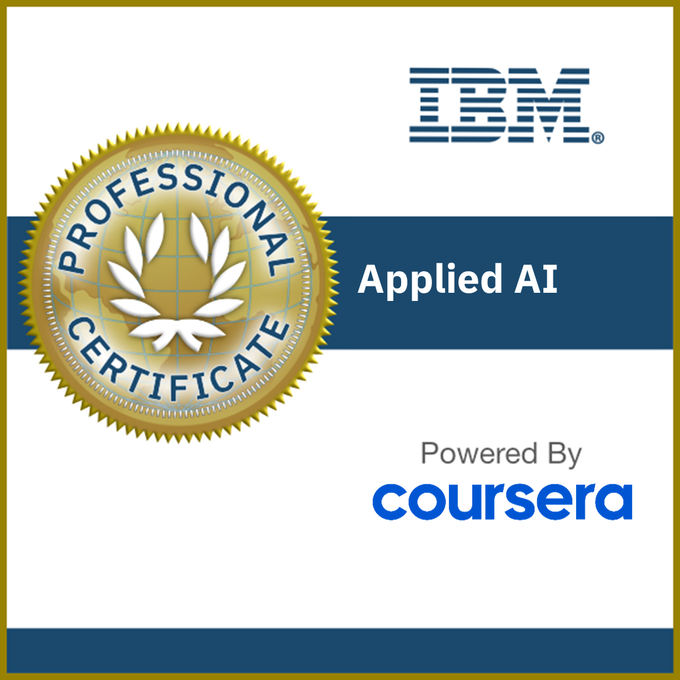 IBM®
PROFESSIONAL
CERTIFICATE
Applied AI
Powered By
coursera